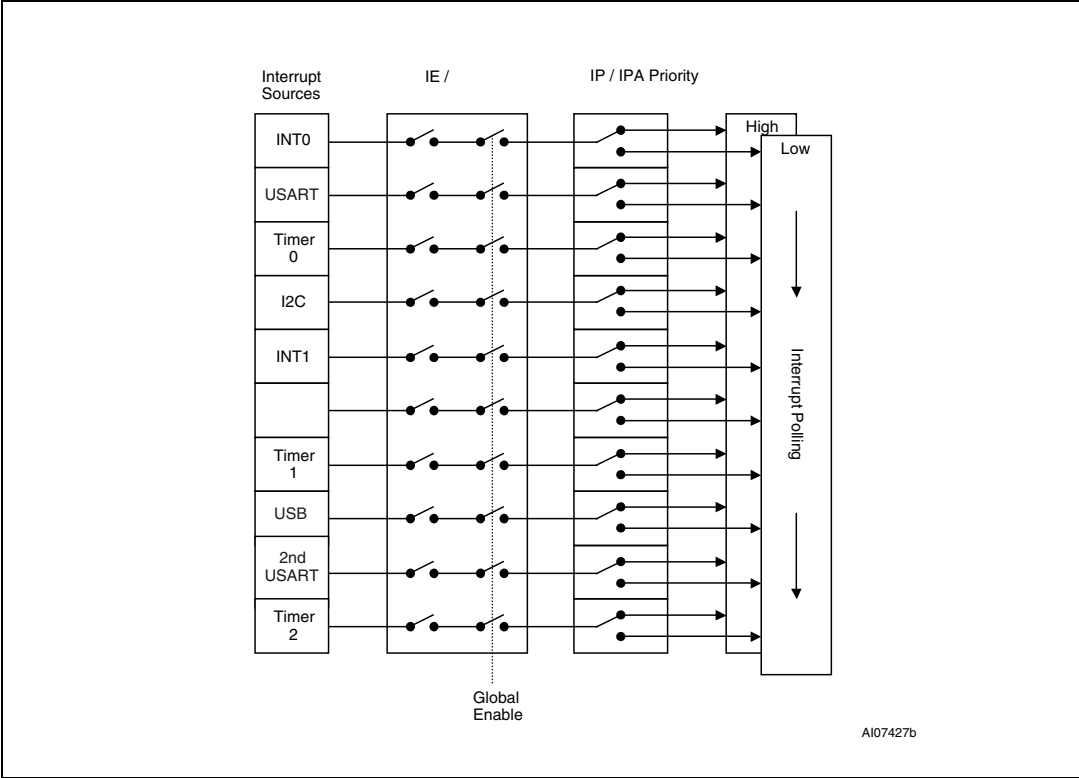 Interrupt
Sources
IE /
IP / IPA Priority
INT0
High
Low
USART
Timer
0
I2C
INT1
Interrupt Polling
Timer
1
USB
2nd
USART
Timer
2
Global
Enable
AI07427b